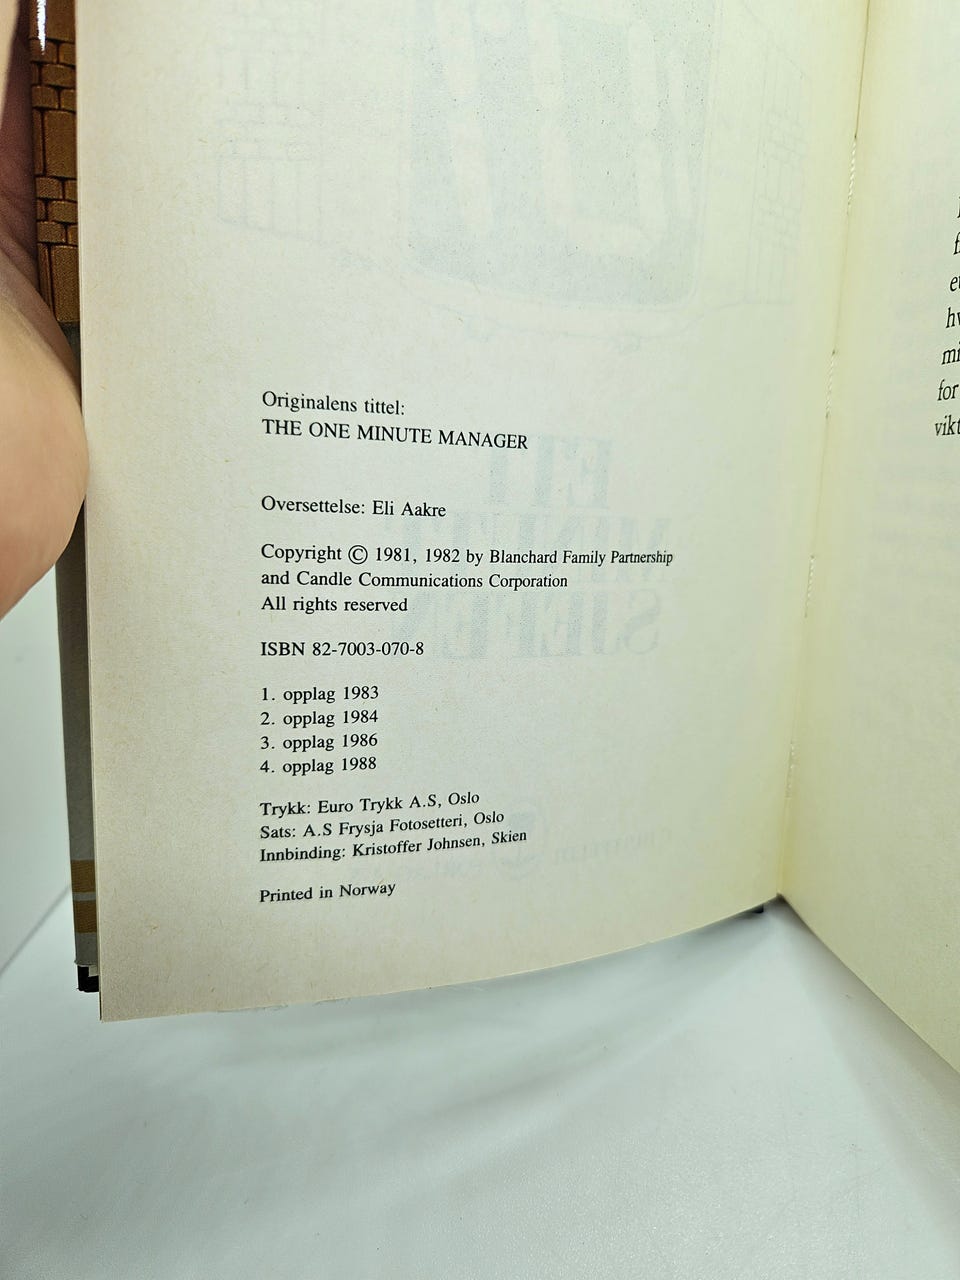 Originalens tittel:
THE ONE MINUTE MANAGER
Oversettelse: Eli Aakre
Copyright © 1981, 1982 by Blanchard Family Partnership
and Candle Communications Corporation
All rights reserved
ISBN 82-7003-070-8
1. opplag 1983
2. opplag 1984
3. opplag 1986
4. opplag 1988
Trykk: Euro Trykk A.S, Oslo
Sats: A.S Frysja Fotosetteri, Oslo
Innbinding: Kristoffer Johnsen, Skien
Printed in Norway
for